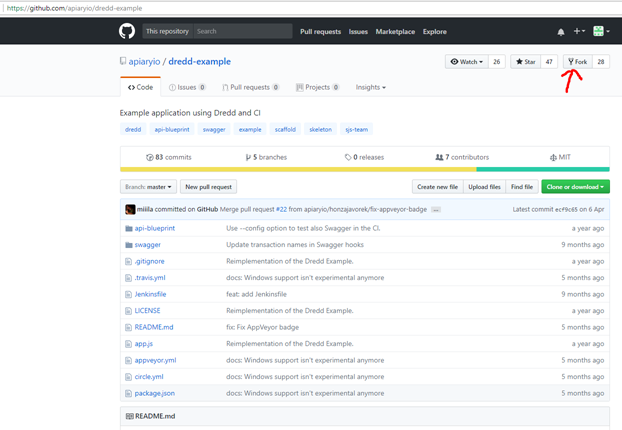 https://github.com/apiaryio/dredd-example
This repository Search Pull requests Issues Marketplace Explore
apiaryio / dredd-example Watch 26 Star 47 Fork 28
Code Issues 0 Pull requests 0 Projects 0 Insights
Example application using Dredd and CI
dredd api-blueprint swagger example scaffold skeleton sjs-team
83 commits 5 branches 0 releases 7 contributors MIT
Branch: master New pull request Create new file Upload files Find file Clone or download
miiila committed on GitHub Merge pull request #22 from apiaryio/honzajavorek/fix-appveyor-badge ... Latest commit ecf9c65 on 6 Apr
api-blueprint Use --config option to test also Swagger in the CI. a year ago
swagger Update transaction names in Swagger hooks 9 months ago
.gitignore Reimplementation of the Dredd Example. a year ago
.travis.yml docs: Windows support isn't experimental anymore 5 months ago
Jenkinsfile feat: add Jenkinsfile 9 months ago
LICENSE Reimplementation of the Dredd Example. a year ago
README.md fix: Fix AppVeyor badge 5 months ago
app.js Reimplementation of the Dredd Example. a year ago
appveyor.yml docs: Windows support isn't experimental anymore 5 months ago
circle.yml docs: Windows support isn't experimental anymore 5 months ago
package.json docs: Windows support isn't experimental anymore 5 months ago
README.md